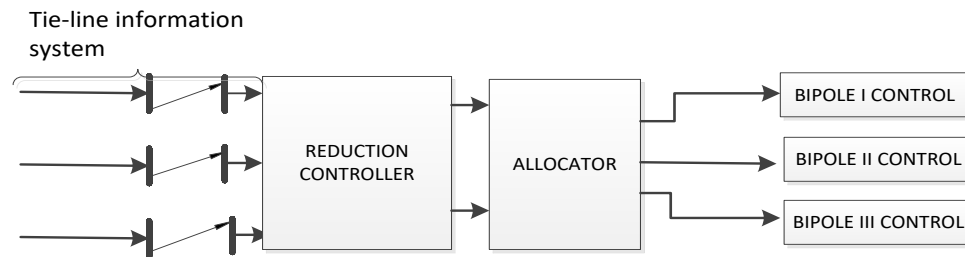 Tie-line information
system
REDUCTION
CONTROLLER
ALLOCATOR
BIPOLE I CONTROL
BIPOLE II CONTROL
BIPOLE III CONTROL